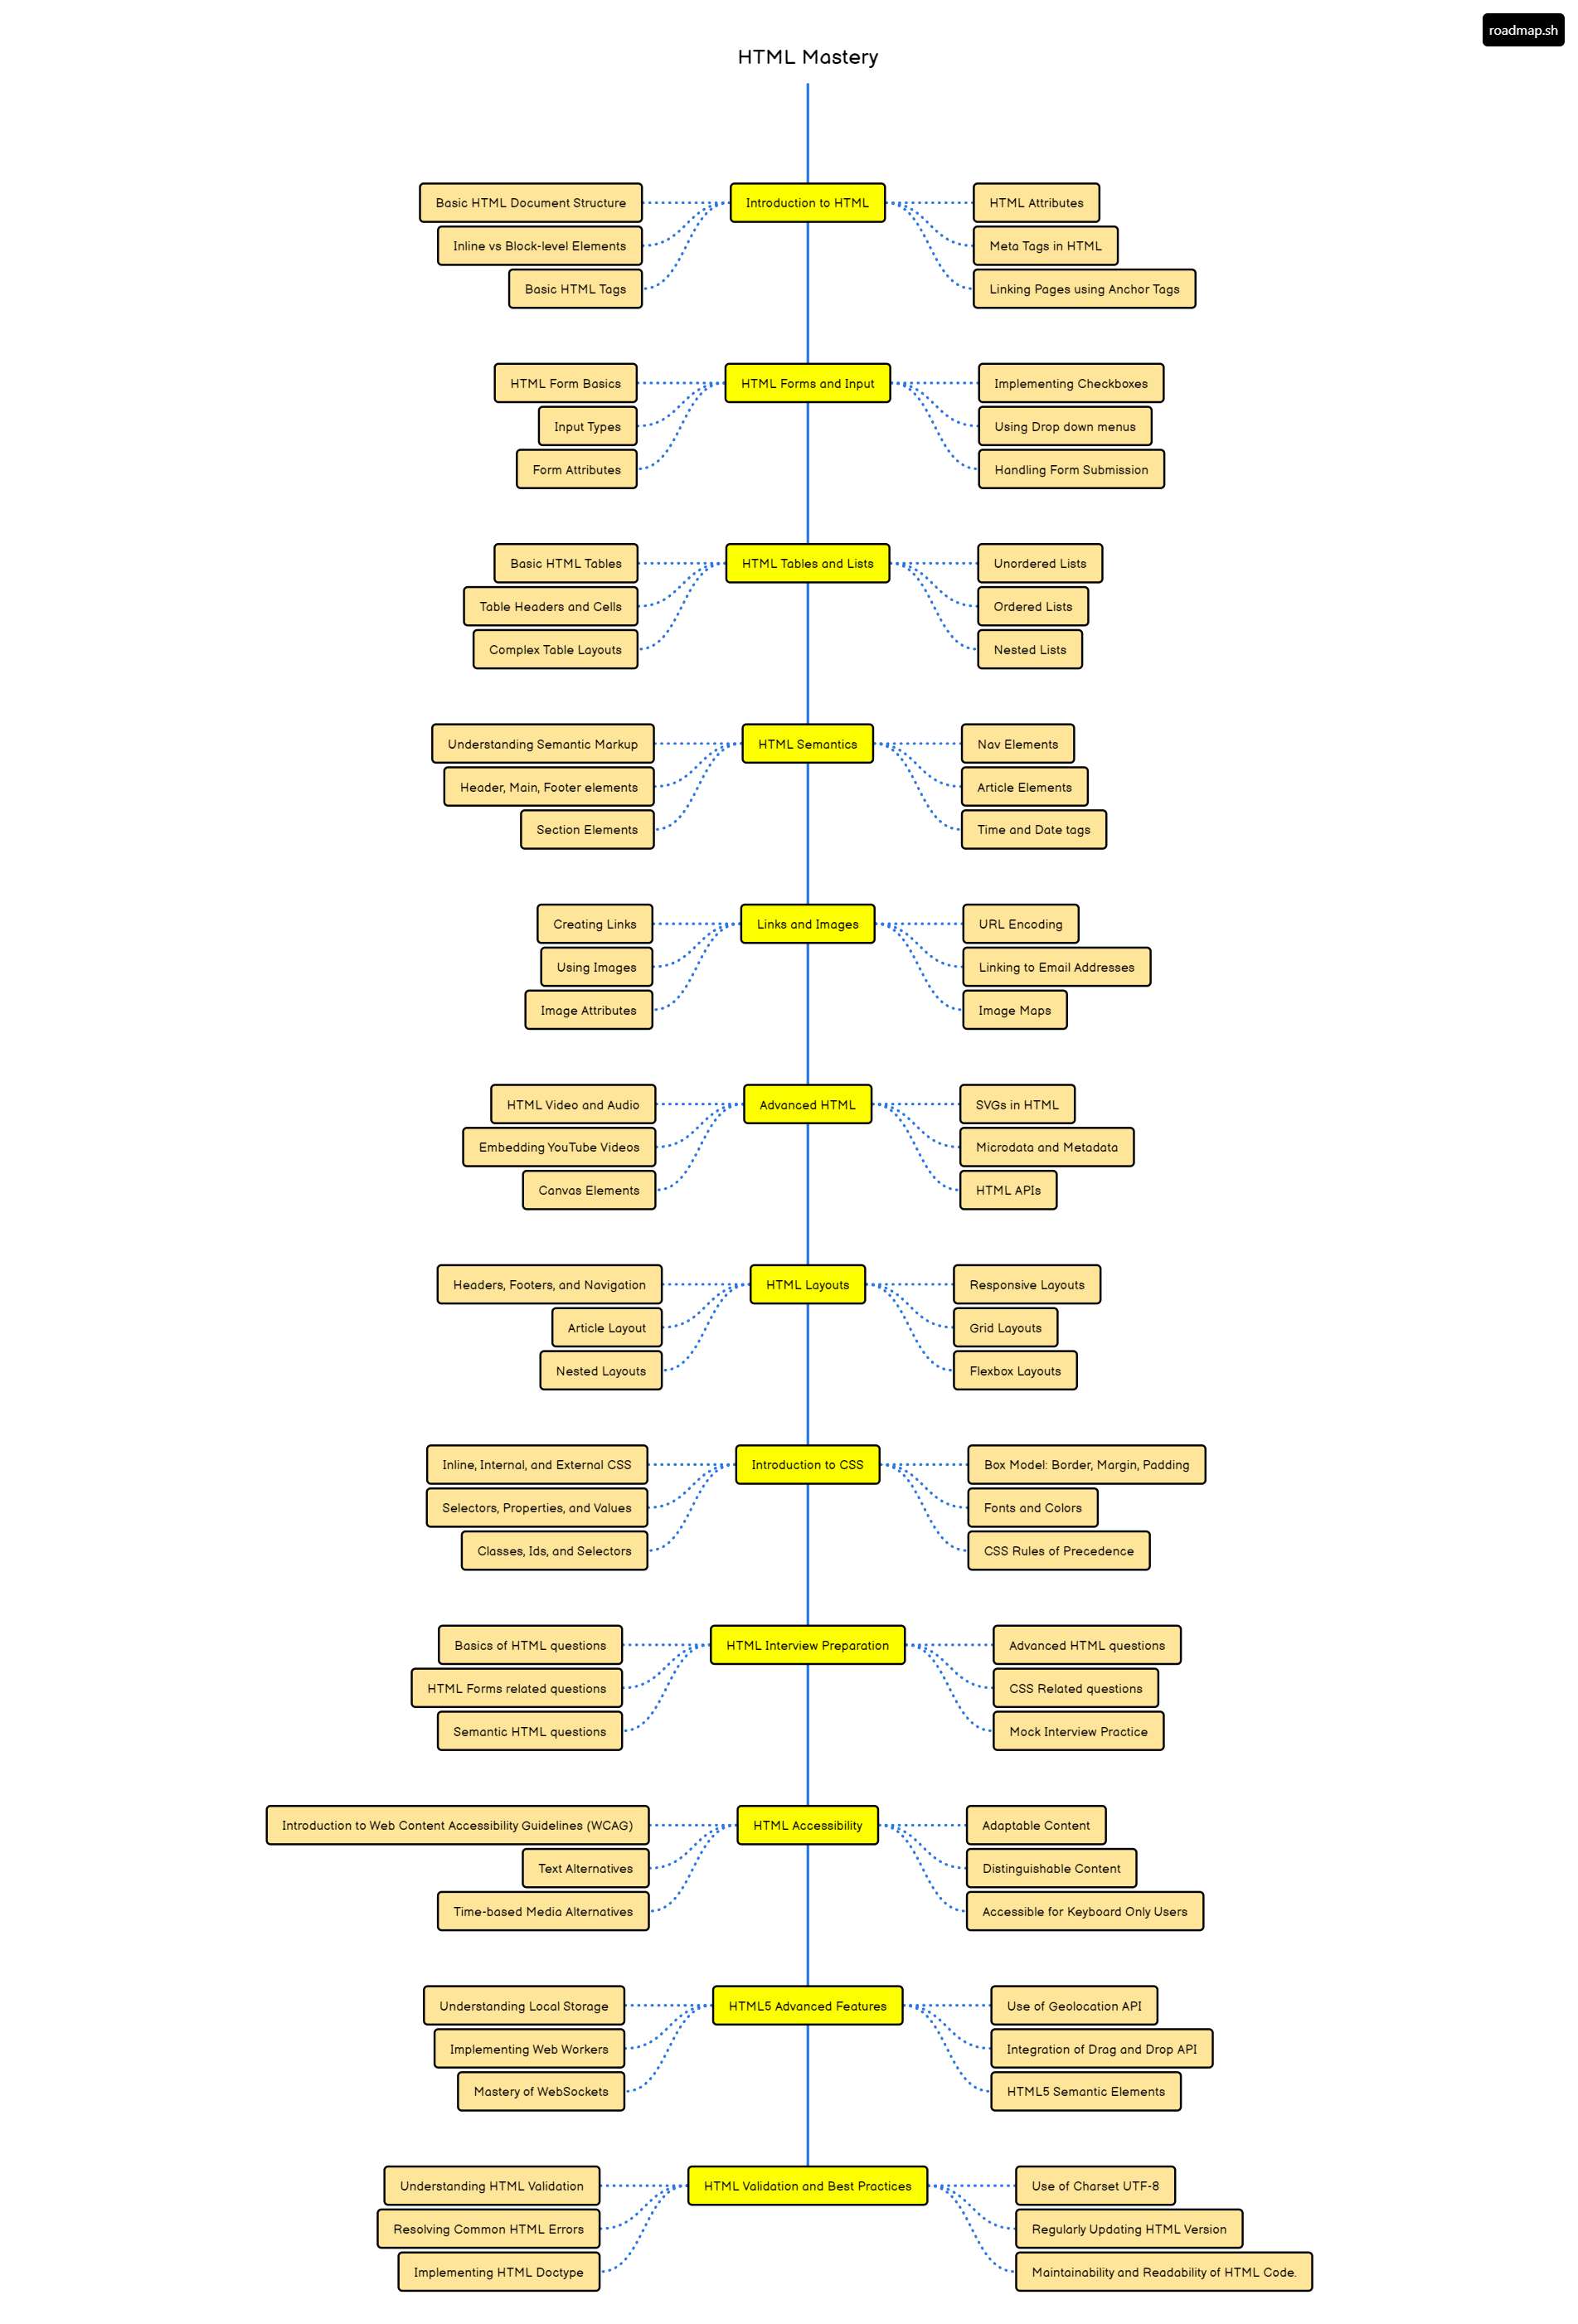 roadmap.sh
HTML Mastery
Introduction to HTML
Basic HTML Document Structure
Inline vs Block-level Elements
Basic HTML Tags
HTML Attributes
Meta Tags in HTML
Linking Pages using Anchor Tags
HTML Forms and Input
HTML Form Basics
Input Types
Form Attributes
Implementing Checkboxes
Using Drop down menus
Handling Form Submission
HTML Tables and Lists
Basic HTML Tables
Table Headers and Cells
Complex Table Layouts
Unordered Lists
Ordered Lists
Nested Lists
HTML Semantics
Understanding Semantic Markup
Header, Main, Footer elements
Section Elements
Nav Elements
Article Elements
Time and Date tags
Links and Images
Creating Links
Using Images
Image Attributes
URL Encoding
Linking to Email Addresses
Image Maps
Advanced HTML
HTML Video and Audio
Embedding YouTube Videos
Canvas Elements
SVGs in HTML
Microdata and Metadata
HTML APIs
HTML Layouts
Headers, Footers, and Navigation
Article Layout
Nested Layouts
Responsive Layouts
Grid Layouts
Flexbox Layouts
Introduction to CSS
Inline, Internal, and External CSS
Selectors, Properties, and Values
Classes, Ids, and Selectors
Box Model: Border, Margin, Padding
Fonts and Colors
CSS Rules of Precedence
HTML Interview Preparation
Basics of HTML questions
HTML Forms related questions
Semantic HTML questions
Advanced HTML questions
CSS Related questions
Mock Interview Practice
HTML Accessibility
Introduction to Web Content Accessibility Guidelines (WCAG)
Text Alternatives
Time-based Media Alternatives
Adaptable Content
Distinguishable Content
Accessible for Keyboard Only Users
HTML5 Advanced Features
Understanding Local Storage
Implementing Web Workers
Mastery of WebSockets
Use of Geolocation API
Integration of Drag and Drop API
HTML5 Semantic Elements
HTML Validation and Best Practices
Understanding HTML Validation
Resolving Common HTML Errors
Implementing HTML Doctype
Use of Charset UTF-8
Regularly Updating HTML Version
Maintainability and Readability of HTML Code.